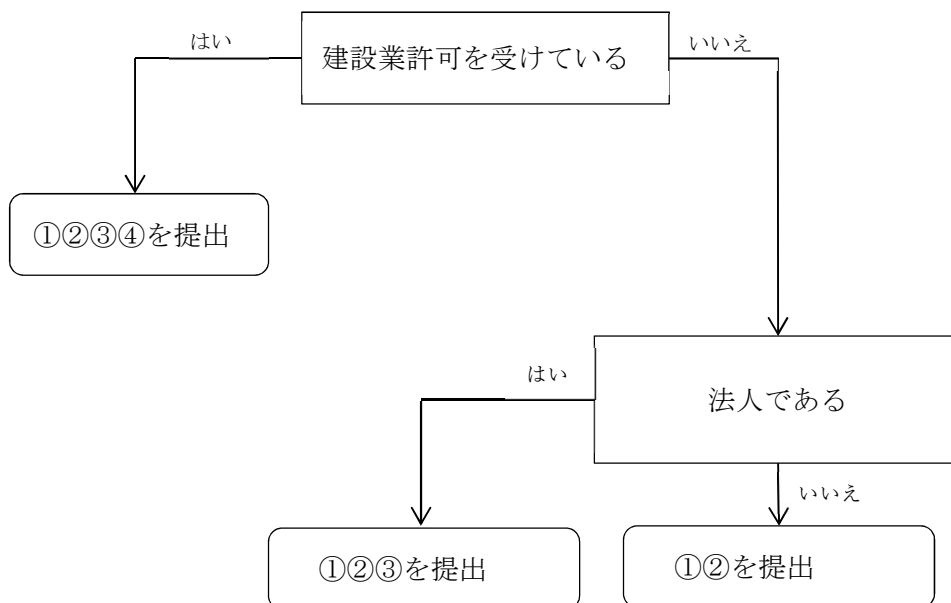 はい
建設業許可を受けている
いいえ
①②③④を提出
はい
法人である
いいえ
①②③を提出
①②を提出